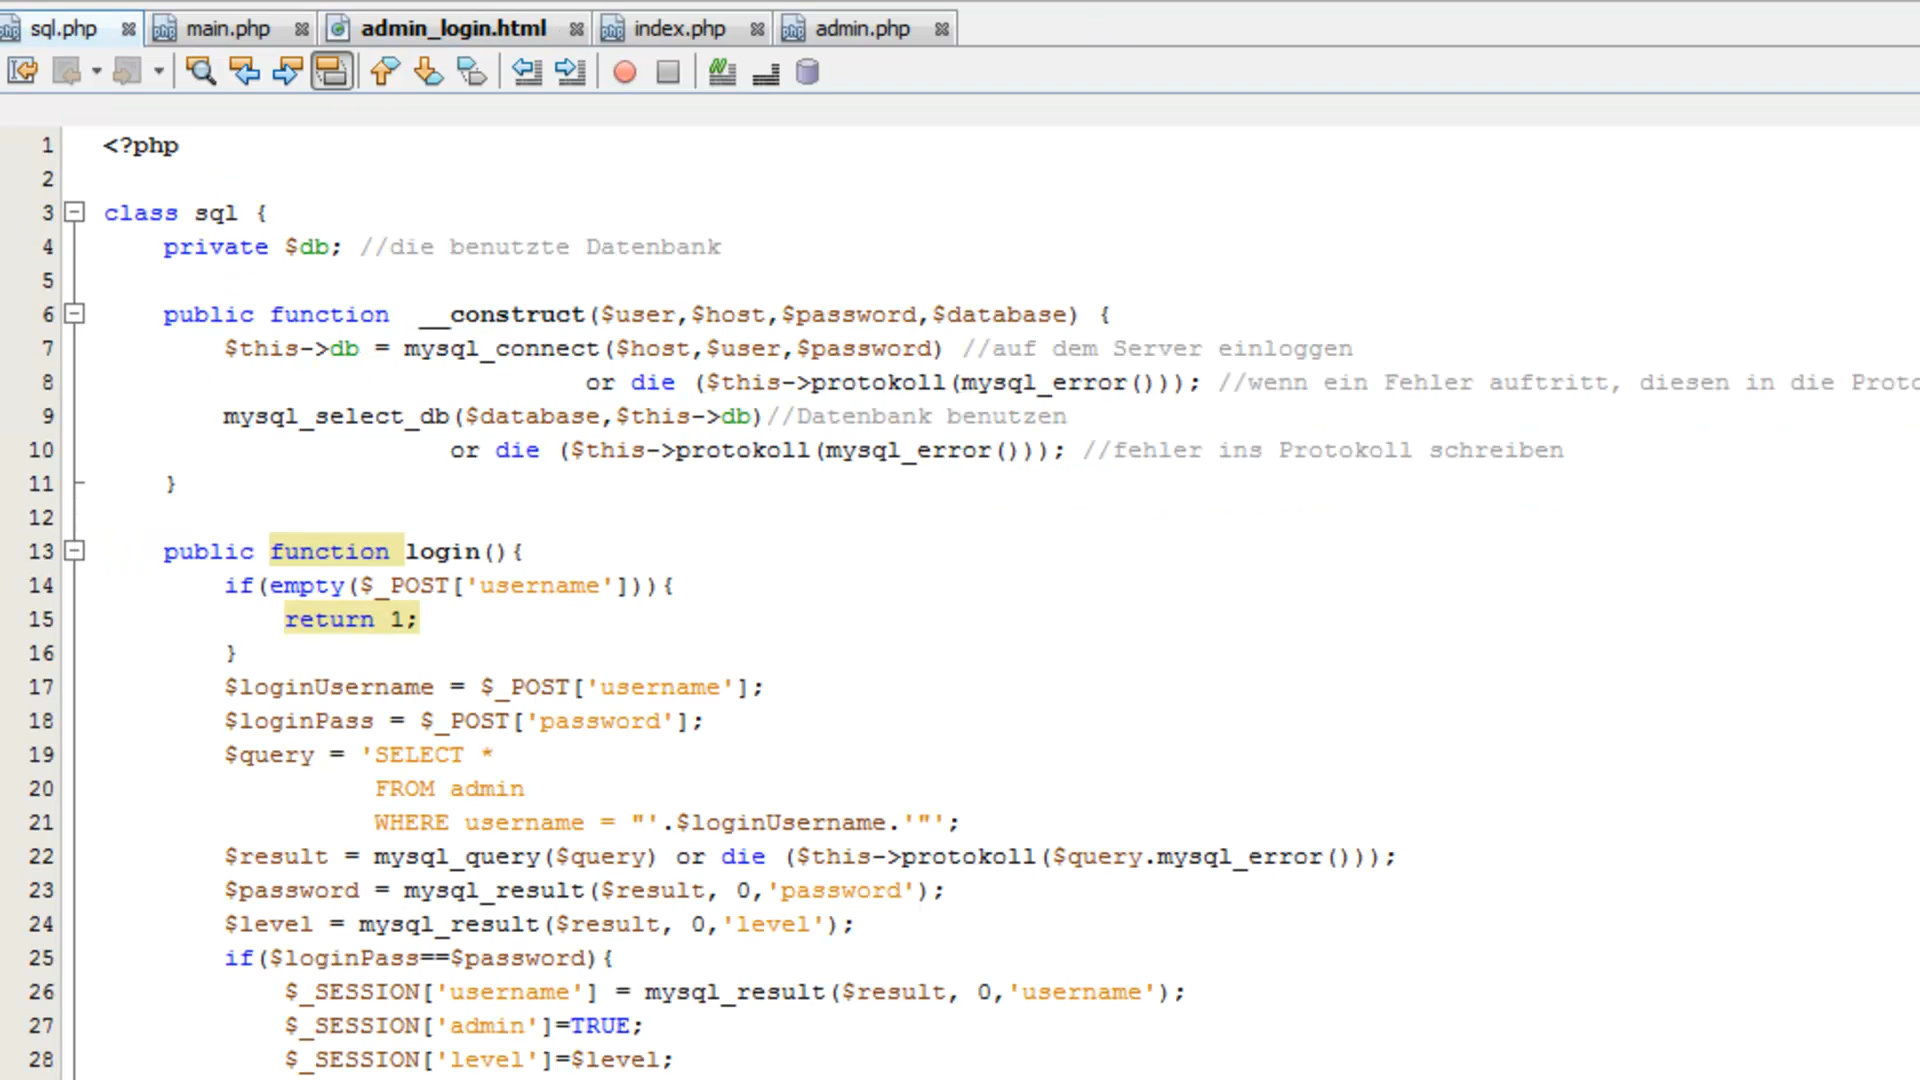 sql.php main.php admin_login.html index.php admin.php
1 <?php
2
3 class sql {
4 private $db; //die benutzte Datenbank
5
6 public function __construct($user,$host,$password,$database) {
7 $this->db = mysql_connect($host,$user,$password) //auf dem Server einloggen
8 or die ($this->protokoll(mysql_error())); //wenn ein Fehler auftritt, diesen in die
9 mysql_select_db($database,$this->db)//Datenbank benutzen
10 or die ($this->protokoll(mysql_error())); //fehler ins Protokoll schreiben
11 }
12
13 public function login(){
14 if(empty($_POST['username'])){
15 return 1;
16 }
17 $loginUsername = $_POST['username'];
18 $loginPass = $_POST['password'];
19 $query = 'SELECT *
20 FROM admin
21 WHERE username = "'.$loginUsername.'"';
22 $result = mysql_query($query) or die ($this->protokoll($query.mysql_error()));
23 $password = mysql_result($result, 0,'password');
24 $level = mysql_result($result, 0,'level');
25 if($loginPass==$password){
26 $_SESSION['username'] = mysql_result($result, 0,'username');
27 $_SESSION['admin']=TRUE;
28 $_SESSION['level']=$level;